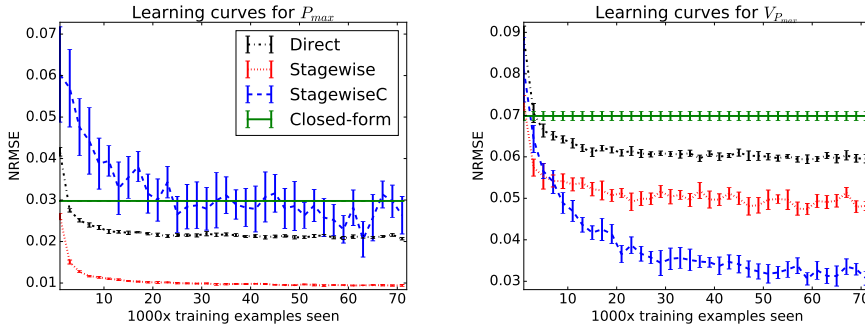 Learning curves for P_max
NRMSE
0.07
0.06
0.05
0.04
0.03
0.02
0.01
Direct
Stagewise
StagewiseC
Closed-form
10 20 30 40 50 60 70
1000x training examples seen
Learning curves for V_P_max
NRMSE
0.09
0.08
0.07
0.06
0.05
0.04
0.03
10 20 30 40 50 60 70
1000x training examples seen